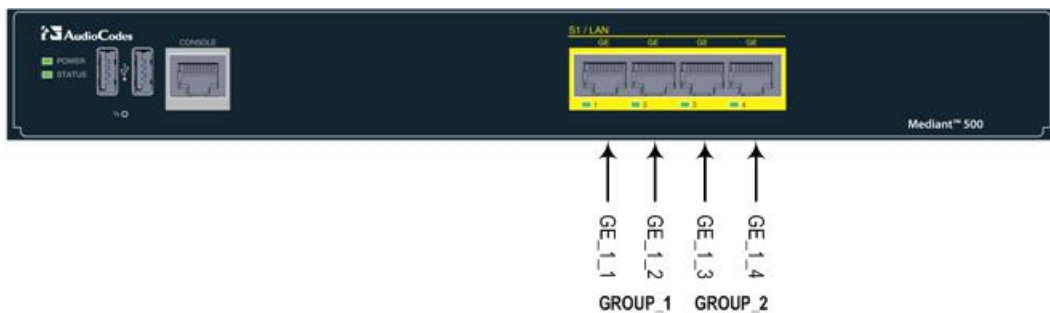 AudioCodes
POWER
STATUS
CONSOLE
S1 / LAN
GE GE GE GE
1 2 3 4
Mediant™ 500
GE_1_1
GE_1_2
GE_1_3
GE_1_4
GROUP_1 GROUP_2